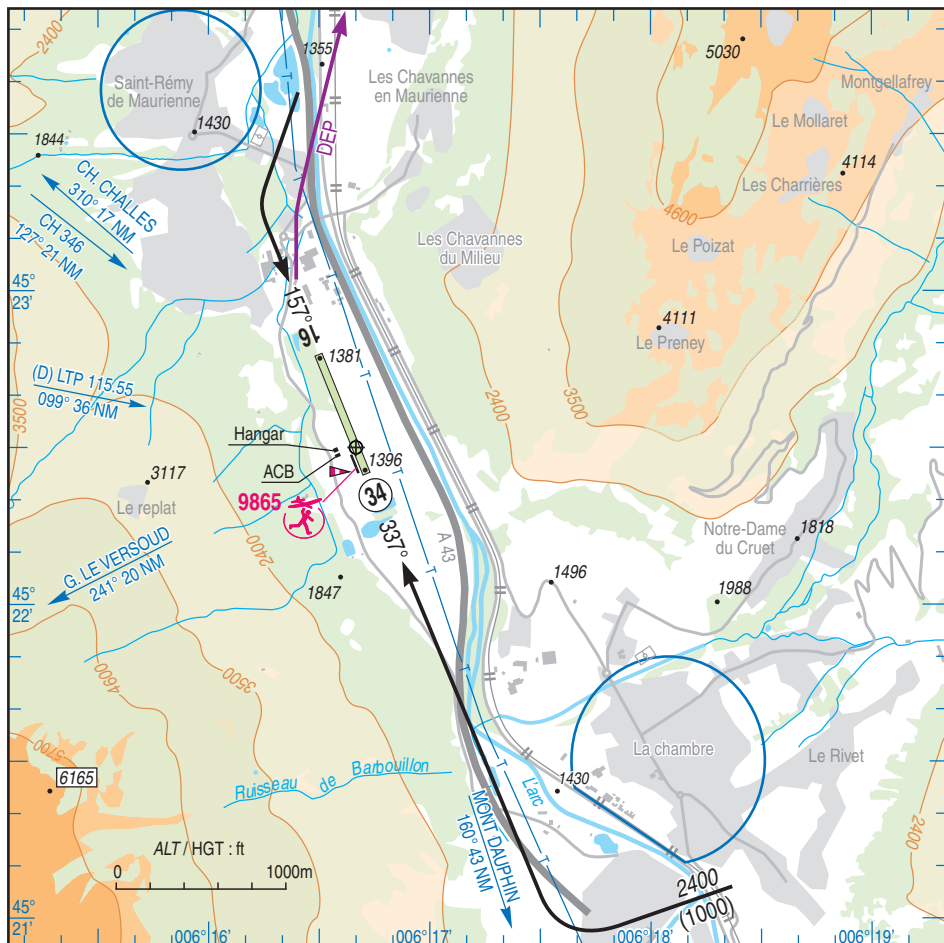 2400
1355
5030
Saint-Rémy
de Maurienne
Les Chavannes
en Maurienne
Montgellafrey
1430
Le Mollaret
DEP
1844
4114
Les Charrières
CH. CHALLES
310° 17 NM
CH 346
127° 21 NM
4600
Les Chavannes
du Milieu
Le Poizat
45°
23'
45°
23'
157°
16
4111
Le Preney
1381
(D) LTP 115.55
099° 36 NM
3500
2400
3500
Hangar
ACB
1396
3117
Le replat
9865
34
337°
A 43
Notre-Dame
du Cruet
1818
2400
G. LE VERSOUD
241° 20 NM
1847
1496
1988
45°
22'
4600
3500
La chambre
Le Rivet
5700
6165
Ruisseau de Barbouillon
L'arc
1430
MONT DAUPHIN
160° 43 NM
2400
ALT / HGT : ft
0 1000m
2400
(1000)
45°
21'
006° 16'
006° 17'
006° 18'
006° 19'